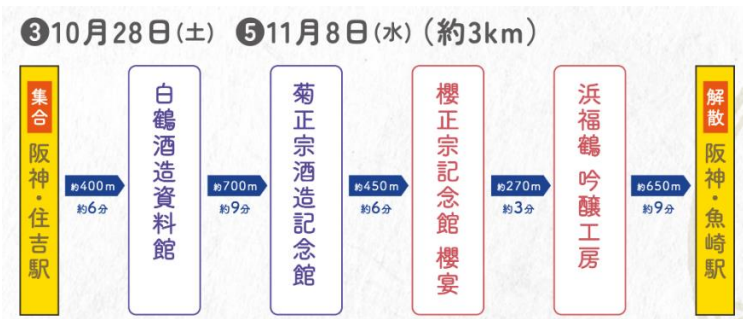 ❸10月28日(土) ❺11月8日(水)(約3km)
集合
阪神・住吉駅
約400m
約6分
白鶴酒造資料館
約700m
約9分
菊正宗酒造記念館
約450m
約6分
櫻正宗記念館 櫻宴
約270m
約3分
浜福鶴 吟醸工房
約650m
約9分
解散
阪神・魚崎駅